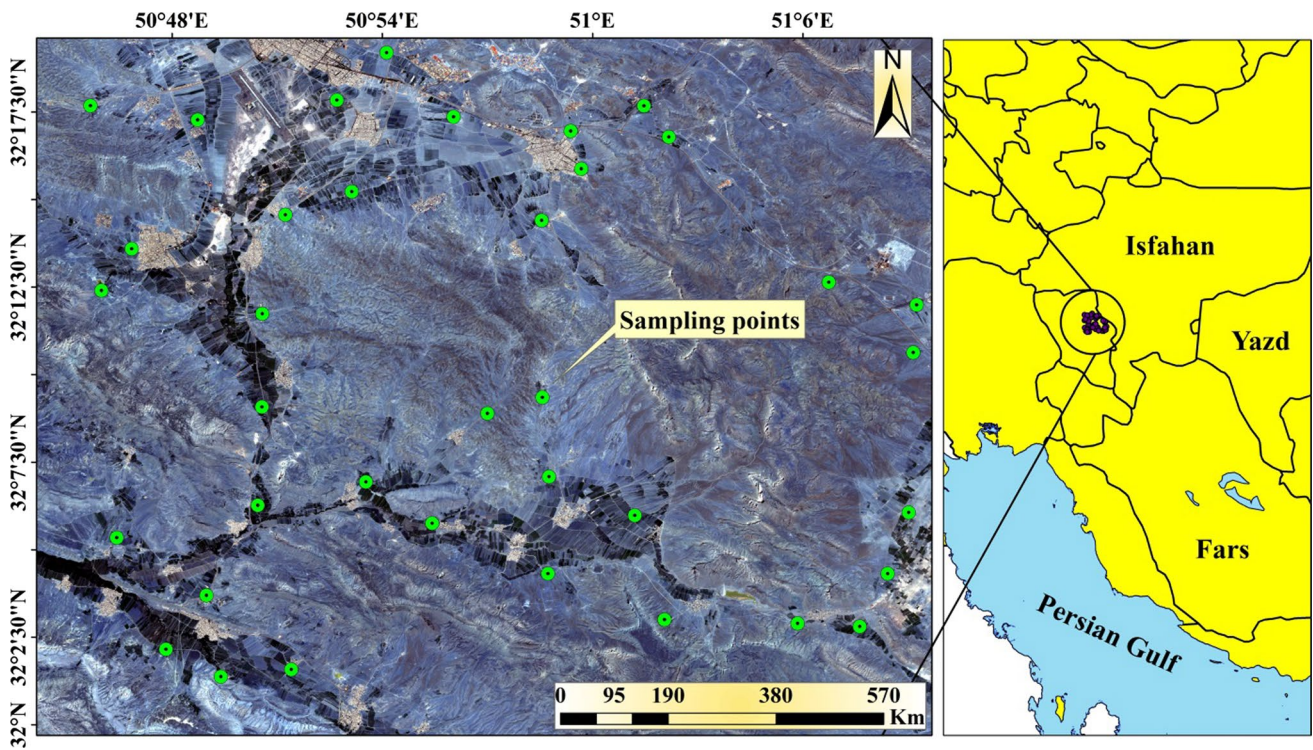 50°48'E 50°54'E 51°E 51°6'E
32°17'30"N
32°12'30"N
32°7'30"N
32°2'30"N
32°N
N
Sampling points
0 95 190 380 570
Km
Isfahan
Yazd
Fars
Persian Gulf